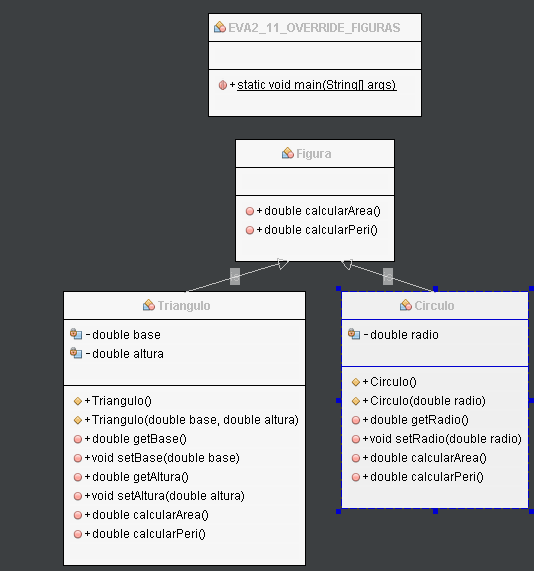 EVA2_11_OVERRIDE_FIGURAS
+static void main(String[] args)
Figura
+double calcularArea()
+double calcularPeri()
Triangulo
-double base
-double altura
+Triangulo()
+Triangulo(double base, double altura)
+double getBase()
+void setBase(double base)
+double getAltura()
+void setAltura(double altura)
+double calcularArea()
+double calcularPeri()
Circulo
-double radio
+Circulo()
+Circulo(double radio)
+double getRadio()
+void setRadio(double radio)
+double calcularArea()
+double calcularPeri()